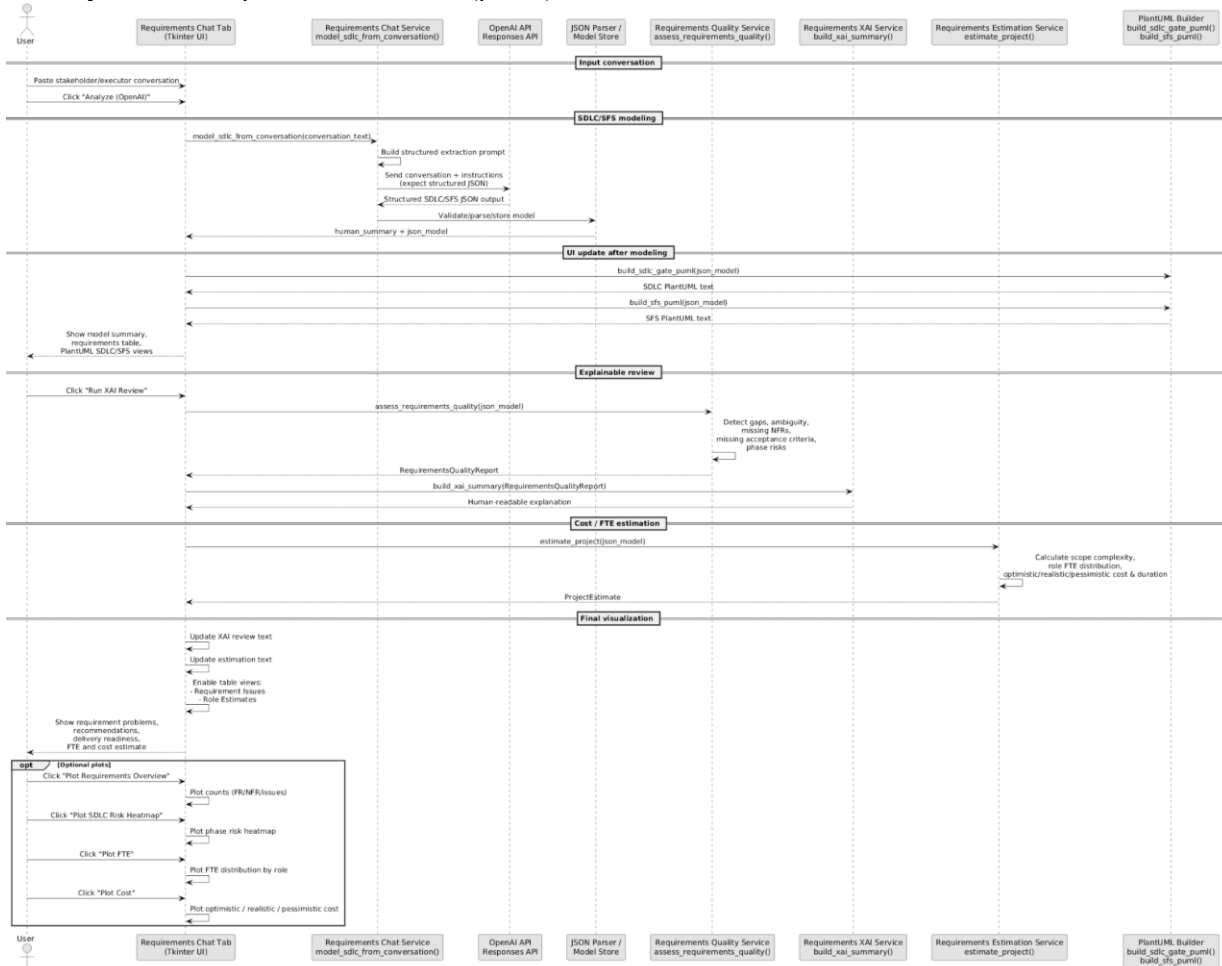 User
Requirements Chat Tab
(Tkinter UI)
Requirements Chat Service
model_sdlc_from_conversation()
OpenAI API
Responses API
JSON Parser /
Model Store
Requirements Quality Service
assess_requirements_quality()
Requirements XAI Service
build_xai_summary()
Requirements Estimation Service
estimate_project()
PlantUML Builder
build_sdlc_gate_puml()
build_sfs_puml()
Input conversation
Paste stakeholder/executor conversation
Click "Analyze (OpenAI)"
SDLC/SFS modeling
model_sdlc_from_conversation(conversation_text)
Build structured extraction prompt
Send conversation + instructions
(expect structured JSON)
Structured SDLC/SFS JSON output
Validate/parse/store model
human_summary + json_model
UI update after modeling
build_sdlc_gate_puml(json_model)
SDLC PlantUML text
build_sfs_puml(json_model)
SFS PlantUML text
Show model summary,
requirements table,
PlantUML SDLC/SFS views
Explainable review
Click "Run XAI Review"
assess_requirements_quality(json_model)
Detect gaps, ambiguity,
missing NFRs,
missing acceptance criteria,
phase risks
RequirementsQualityReport
build_xai_summary(RequirementsQualityReport)
Human-readable explanation
Cost / FTE estimation
estimate_project(json_model)
Calculate scope complexity,
role FTE distribution,
optimistic/realistic/pessimistic cost & duration
ProjectEstimate
Final visualization
Update XAI review text
Update estimation text
Enable table views:
- Requirement Issues
- Role Estimates
Show requirement problems,
recommendations,
delivery readiness,
FTE and cost estimate
opt [Optional plots]
Click "Plot Requirements Overview"
Plot counts (FR/NFR/Issues)
Click "Plot SDLC Risk Heatmap"
Plot phase risk heatmap
Click "Plot FTE"
Plot FTE distribution by role
Click "Plot Cost"
Plot optimistic / realistic / pessimistic cost
User
Requirements Chat Tab
(Tkinter UI)
Requirements Chat Service
model_sdlc_from_conversation()
OpenAI API
Responses API
JSON Parser /
Model Store
Requirements Quality Service
assess_requirements_quality()
Requirements XAI Service
build_xai_summary()
Requirements Estimation Service
estimate_project()
PlantUML Builder
build_sdlc_gate_puml()
build_sfs_puml()